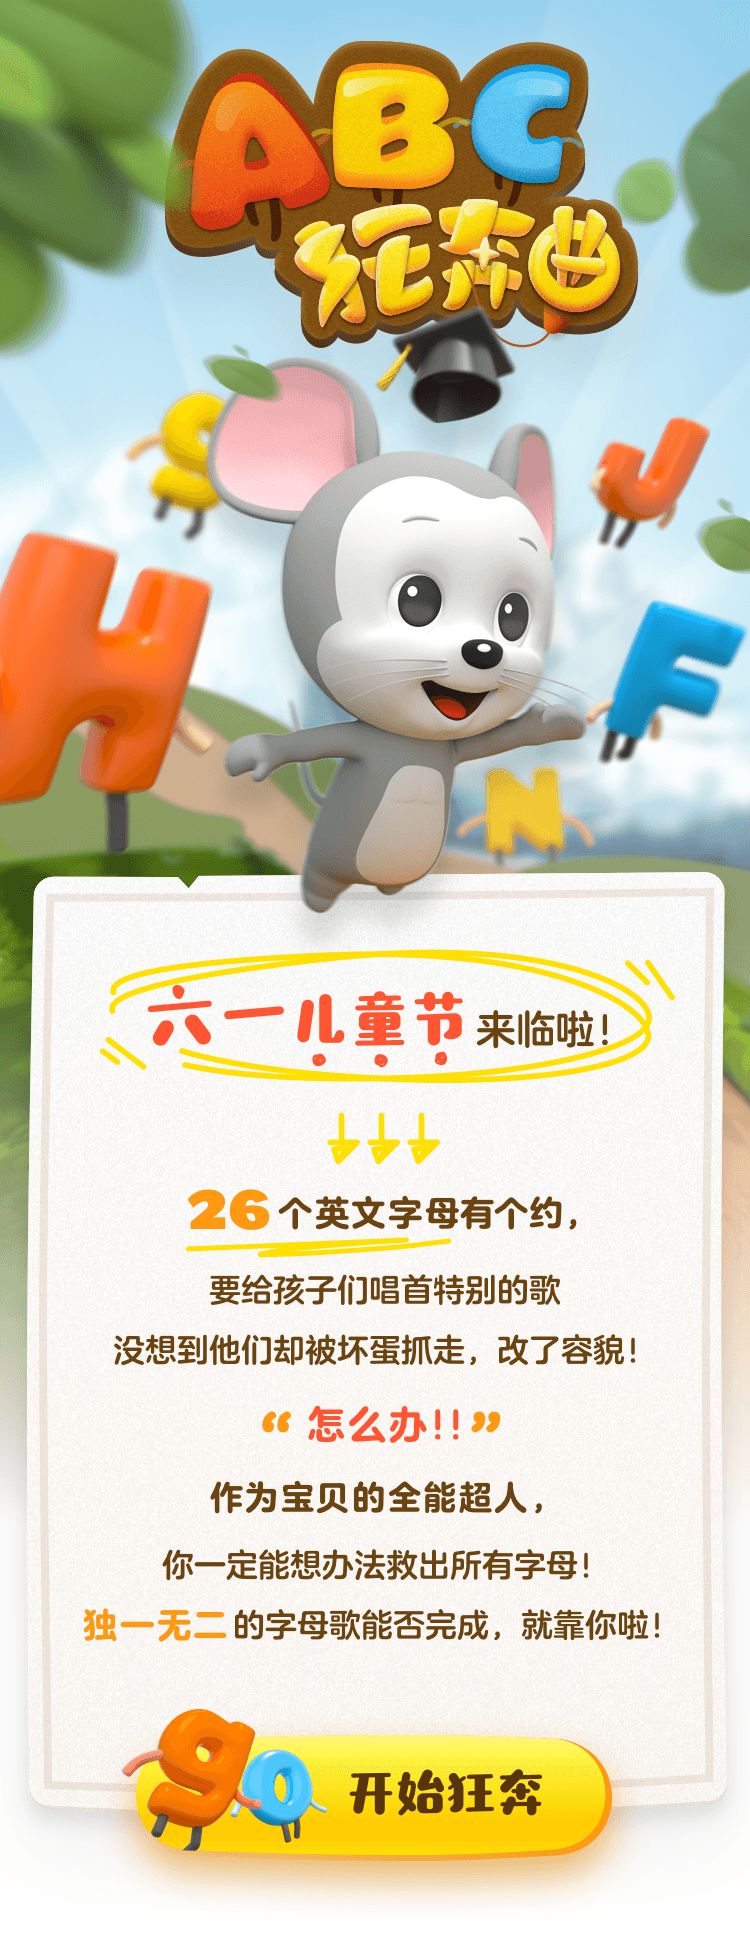 ABC
狂奔曲
S
J
H
F
N
六一儿童节来临啦!
26个英文字母有个约,
要给孩子们唱首特别的歌
没想到他们却被坏蛋抓走，改了容貌!
“怎么办!!”
作为宝贝的全能超人,
你一定能想办法救出所有字母!
独一无二的字母歌能否完成，就靠你啦!
go 开始狂奔